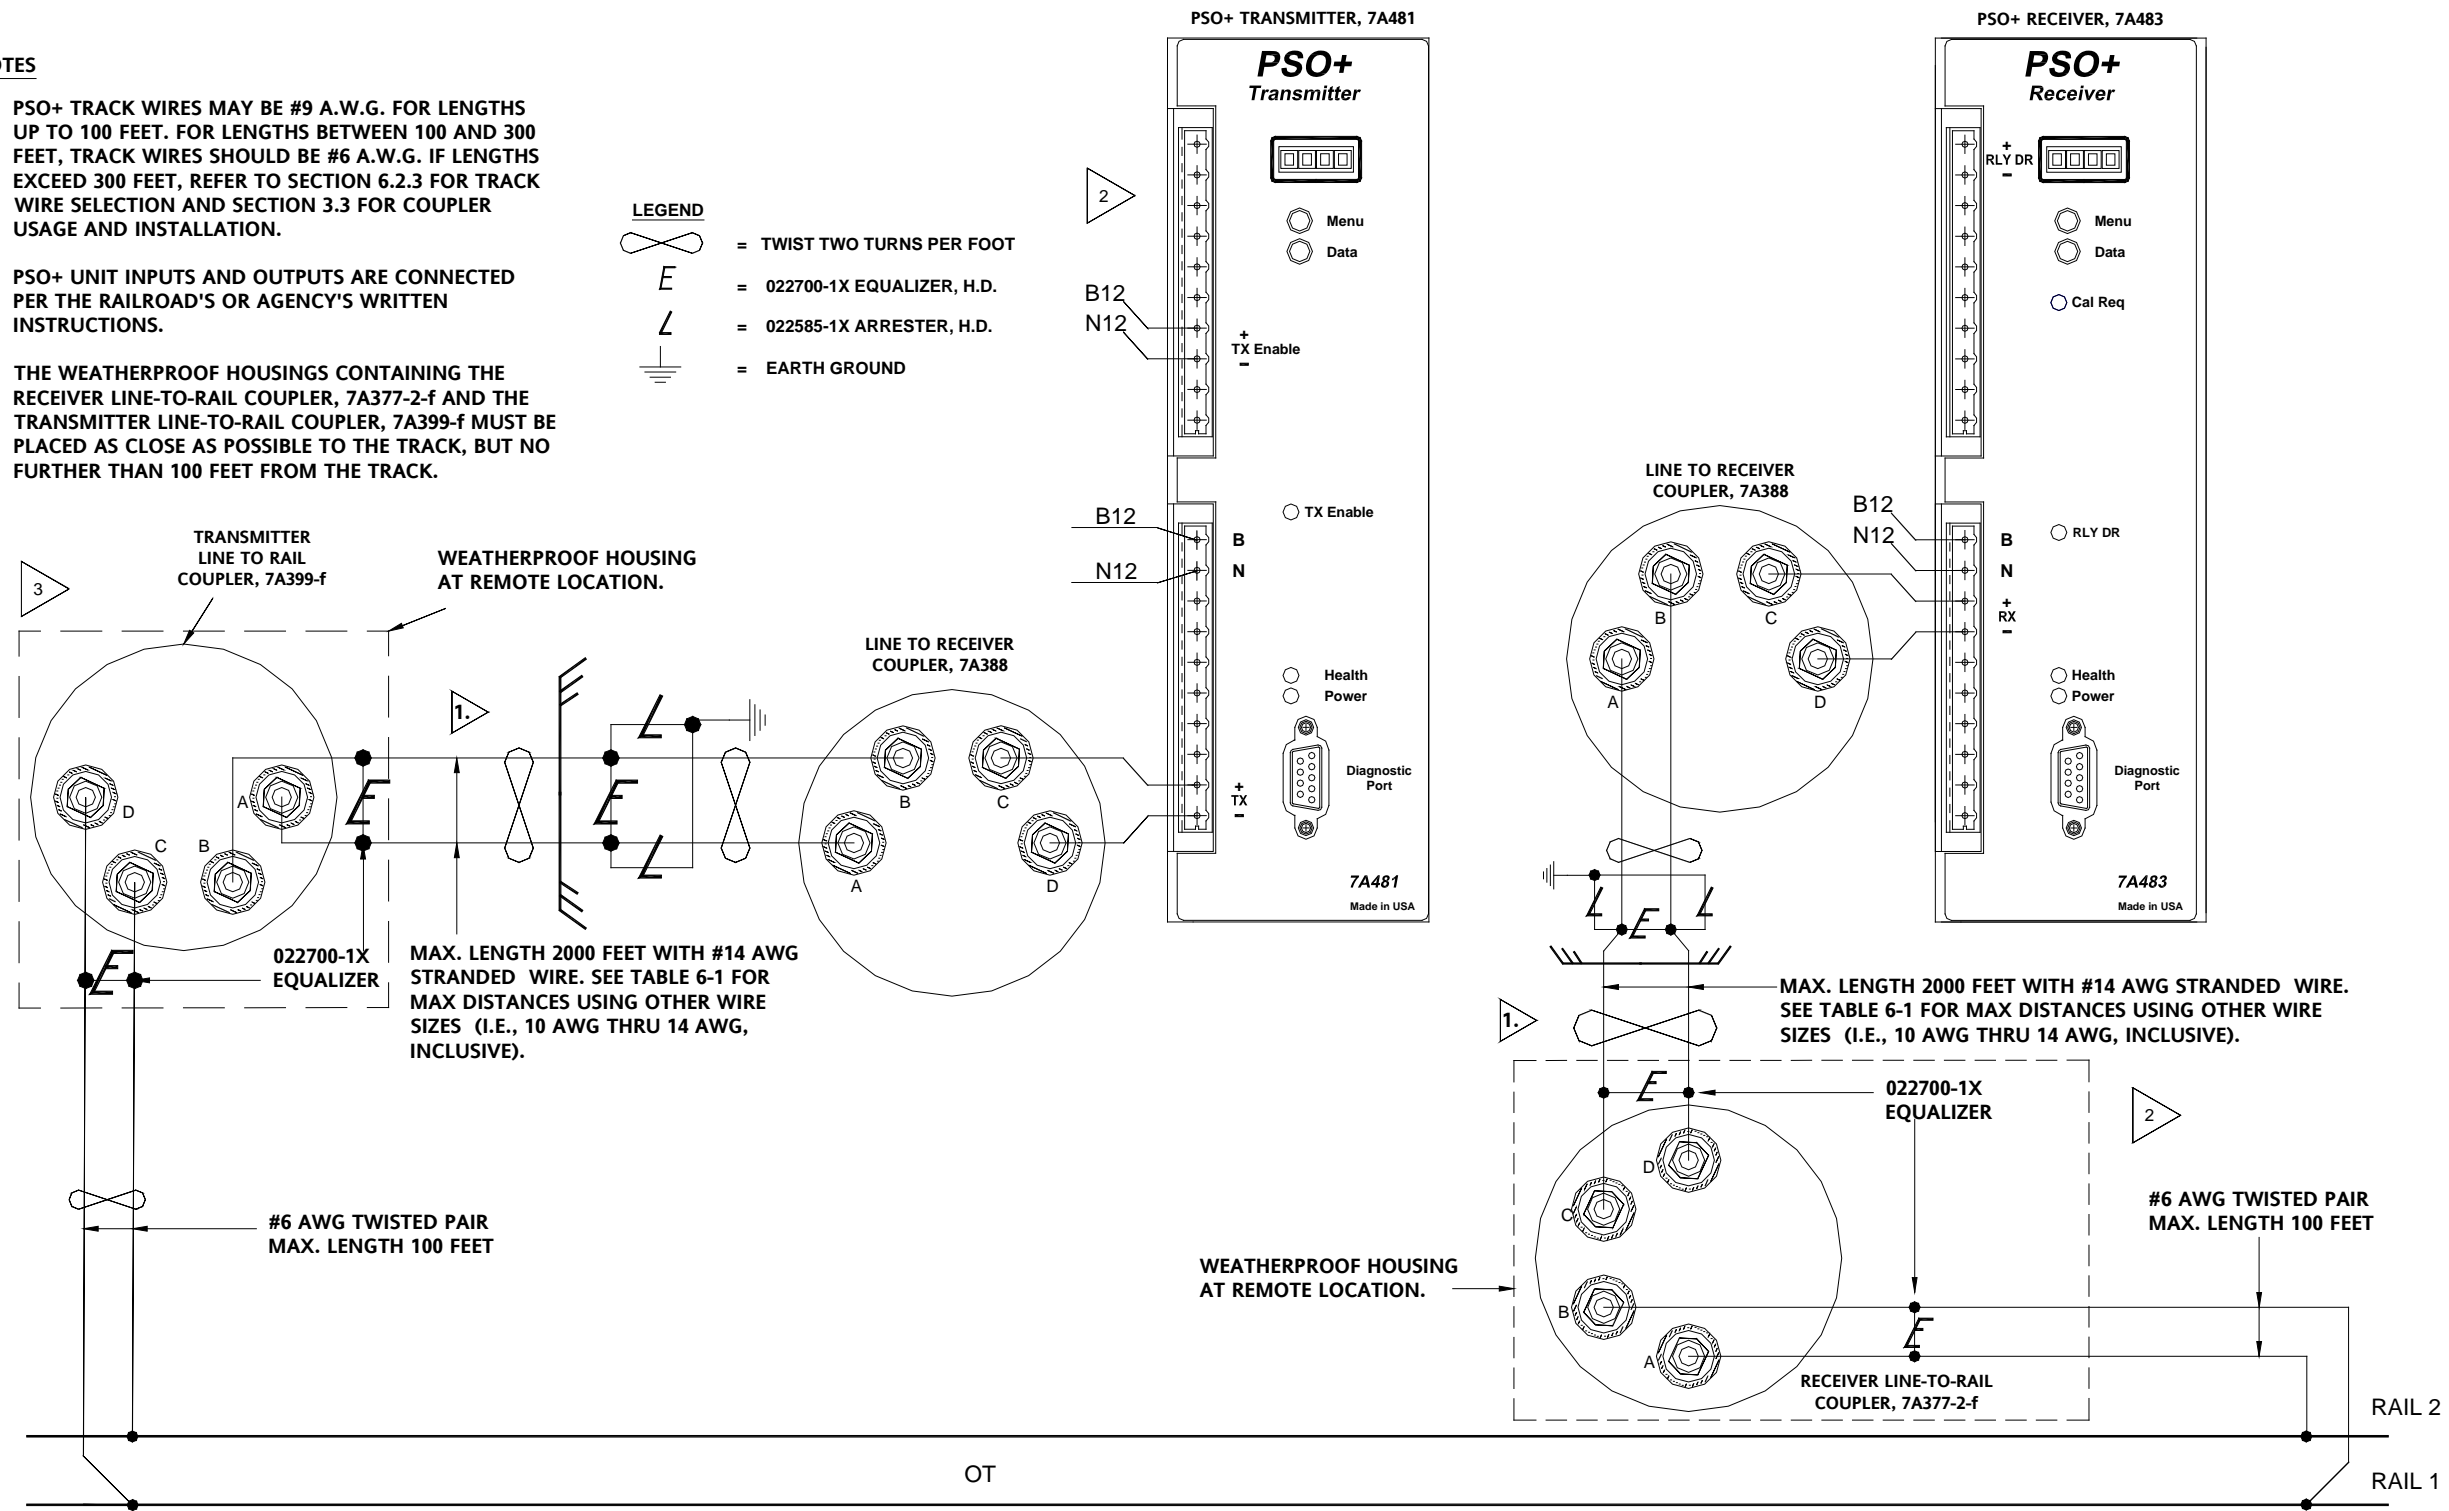 PSO+ TRANSMITTER, 7A481
PSO+ RECEIVER, 7A483
OTES
PSO+ TRACK WIRES MAY BE #9 A.W.G. FOR LENGTHS
UP TO 100 FEET. FOR LENGTHS BETWEEN 100 AND 300
FEET, TRACK WIRES SHOULD BE #6 A.W.G. IF LENGTHS
EXCEED 300 FEET, REFER TO SECTION 6.2.3 FOR TRACK
WIRE SELECTION AND SECTION 3.3 FOR COUPLER
USAGE AND INSTALLATION.
PSO+ UNIT INPUTS AND OUTPUTS ARE CONNECTED
PER THE RAILROAD'S OR AGENCY'S WRITTEN
INSTRUCTIONS.
THE WEATHERPROOF HOUSINGS CONTAINING THE
RECEIVER LINE-TO-RAIL COUPLER, 7A377-2-f AND THE
TRANSMITTER LINE-TO-RAIL COUPLER, 7A399-f MUST BE
PLACED AS CLOSE AS POSSIBLE TO THE TRACK, BUT NO
FURTHER THAN 100 FEET FROM THE TRACK.
LEGEND
= TWIST TWO TURNS PER FOOT
E = 022700-1X EQUALIZER, H.D.
= 022585-1X ARRESTER, H.D.
= EARTH GROUND
2
PSO+
Transmitter
Menu
Data
B12
N12
+
TX Enable
-
B12
N12
B
N
TX Enable
Health
Power
Diagnostic
Port
+
TX
-
7A481
Made in USA
PSO+
Receiver
+
RLY DR
-
Menu
Data
Cal Req
B12
N12
B
N
RLY DR
+
RX
-
Health
Power
Diagnostic
Port
7A483
Made in USA
LINE TO RECEIVER
COUPLER, 7A388
B
C
A
D
TRANSMITTER
LINE TO RAIL
COUPLER, 7A399-f
WEATHERPROOF HOUSING
AT REMOTE LOCATION.
3
D
A
C
B
E
E
022700-1X
EQUALIZER
1.
E
LINE TO RECEIVER
COUPLER, 7A388
B
C
A
D
MAX. LENGTH 2000 FEET WITH #14 AWG
STRANDED WIRE. SEE TABLE 6-1 FOR
MAX DISTANCES USING OTHER WIRE
SIZES (I.E., 10 AWG THRU 14 AWG,
INCLUSIVE).
E
MAX. LENGTH 2000 FEET WITH #14 AWG STRANDED WIRE.
SEE TABLE 6-1 FOR MAX DISTANCES USING OTHER WIRE
SIZES (I.E., 10 AWG THRU 14 AWG, INCLUSIVE).
1.
E
022700-1X
EQUALIZER
2
D
C
B
A
E
#6 AWG TWISTED PAIR
MAX. LENGTH 100 FEET
#6 AWG TWISTED PAIR
MAX. LENGTH 100 FEET
WEATHERPROOF HOUSING
AT REMOTE LOCATION.
RECEIVER LINE-TO-RAIL
COUPLER, 7A377-2-f
RAIL 2
OT
RAIL 1